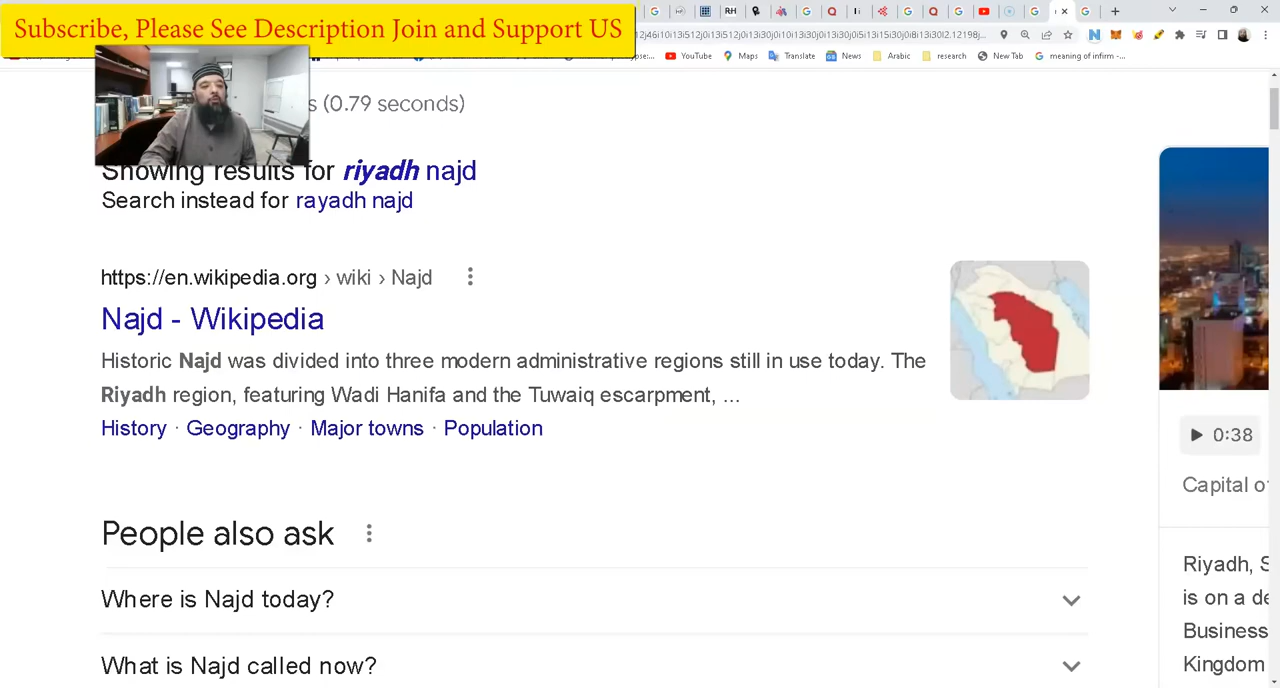 Subscribe, Please See Description Join and Support US
YouTube
Maps
Translate
News
Arabic
research
New Tab
meaning of infirm -...
s (0.79 seconds)
Showing results for riyadh najd
Search instead for rayadh najd
https://en.wikipedia.org › wiki › Najd
Najd - Wikipedia
Historic Najd was divided into three modern administrative regions still in use today. The
Riyadh region, featuring Wadi Hanifa and the Tuwaiq escarpment, ...
History · Geography · Major towns · Population
0:38
Capital of
People also ask
Where is Najd today?
What is Najd called now?
Riyadh, S
is on a de
Business
Kingdom